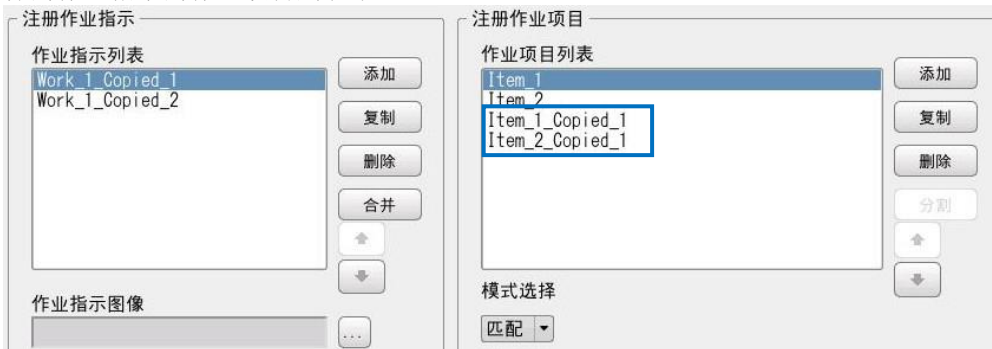 注册作业指示
作业指示列表
Work_1_Copied_1
Work_1_Copied_2
添加
复制
删除
合并
作业指示图像
...
注册作业项目
作业项目列表
Item_1
Item_2
Item_1_Copied_1
Item_2_Copied_1
添加
复制
删除
分割
模式选择
匹配